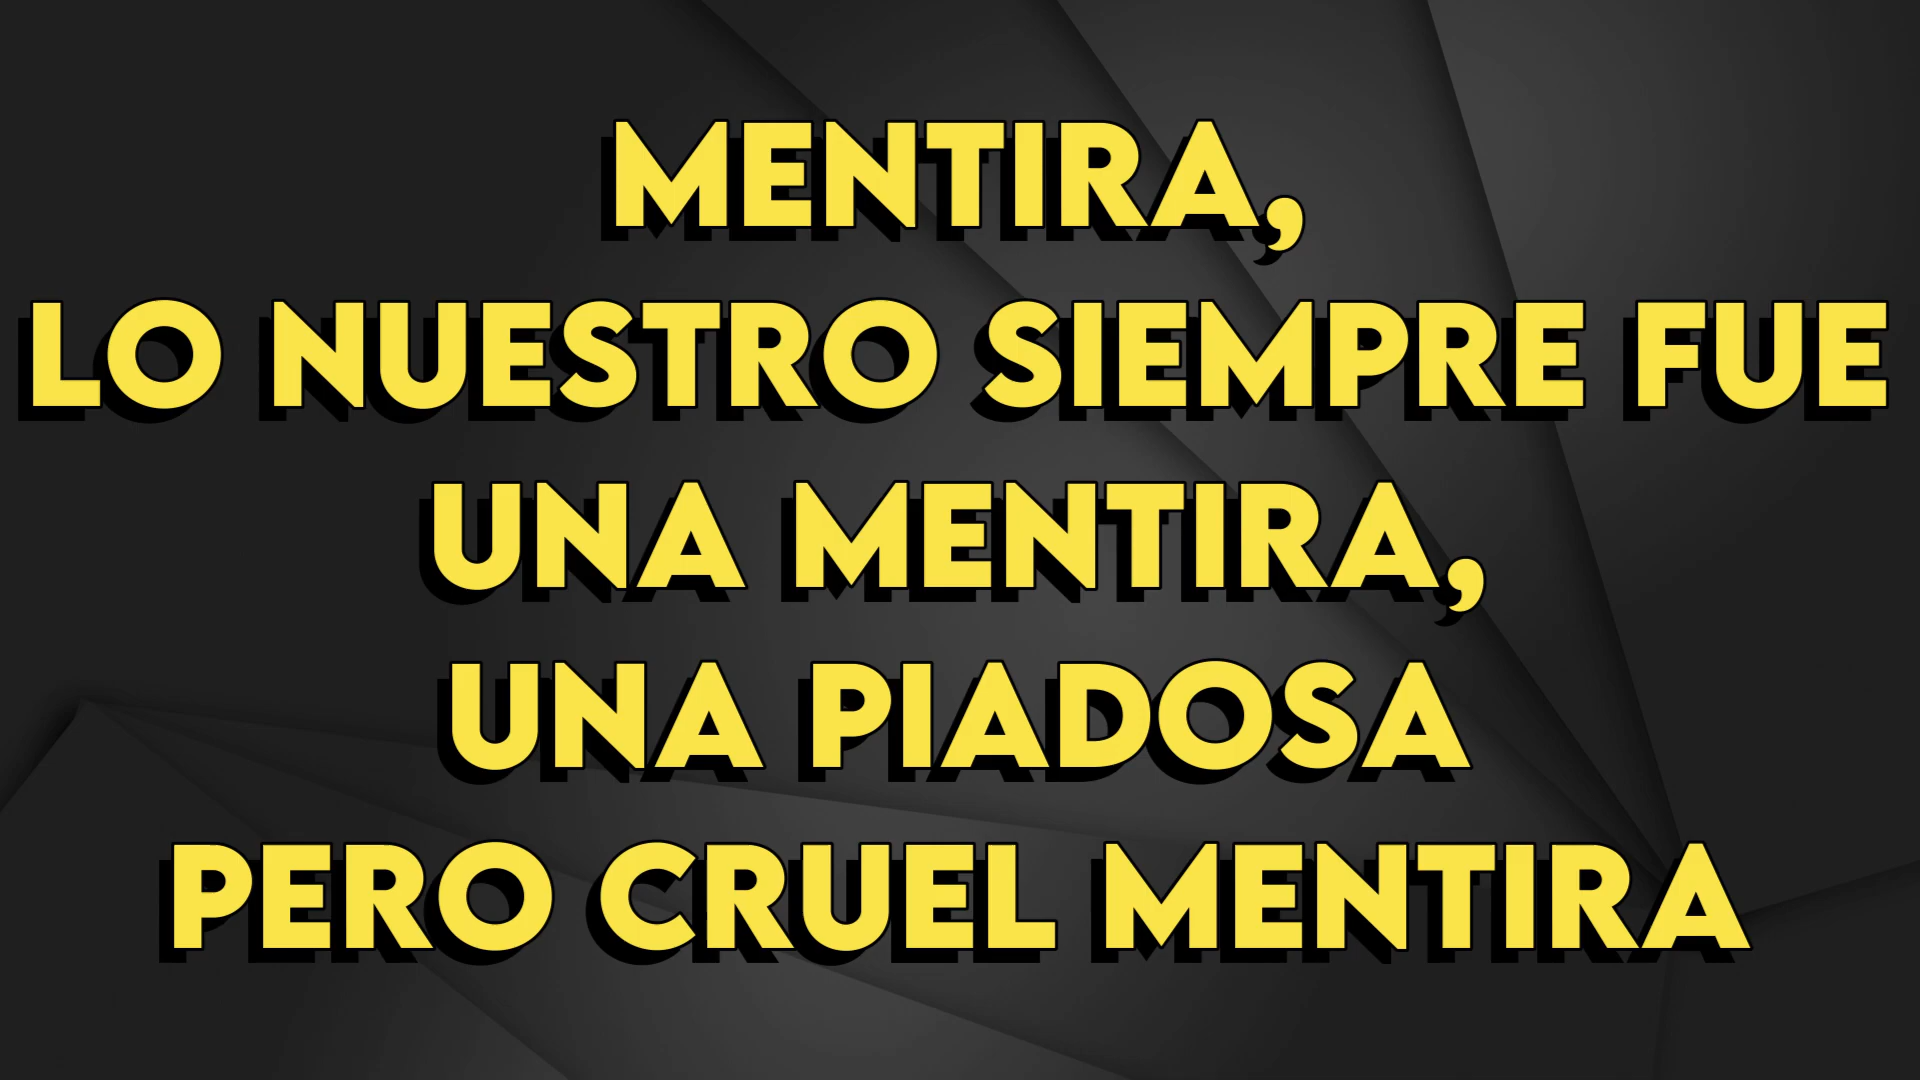 MENTIRA,
LO NUESTRO SIEMPRE FUE
UNA MENTIRA,
UNA PIADOSA
PERO CRUEL MENTIRA